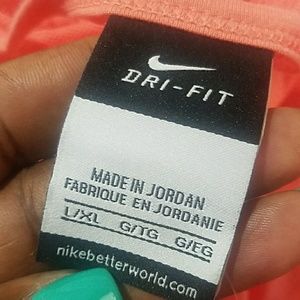 DRI-FIT
MADE IN JORDAN
FABRIQUE EN JORDANIE
L/XL G/TG G/EG
nikebetterworld.com